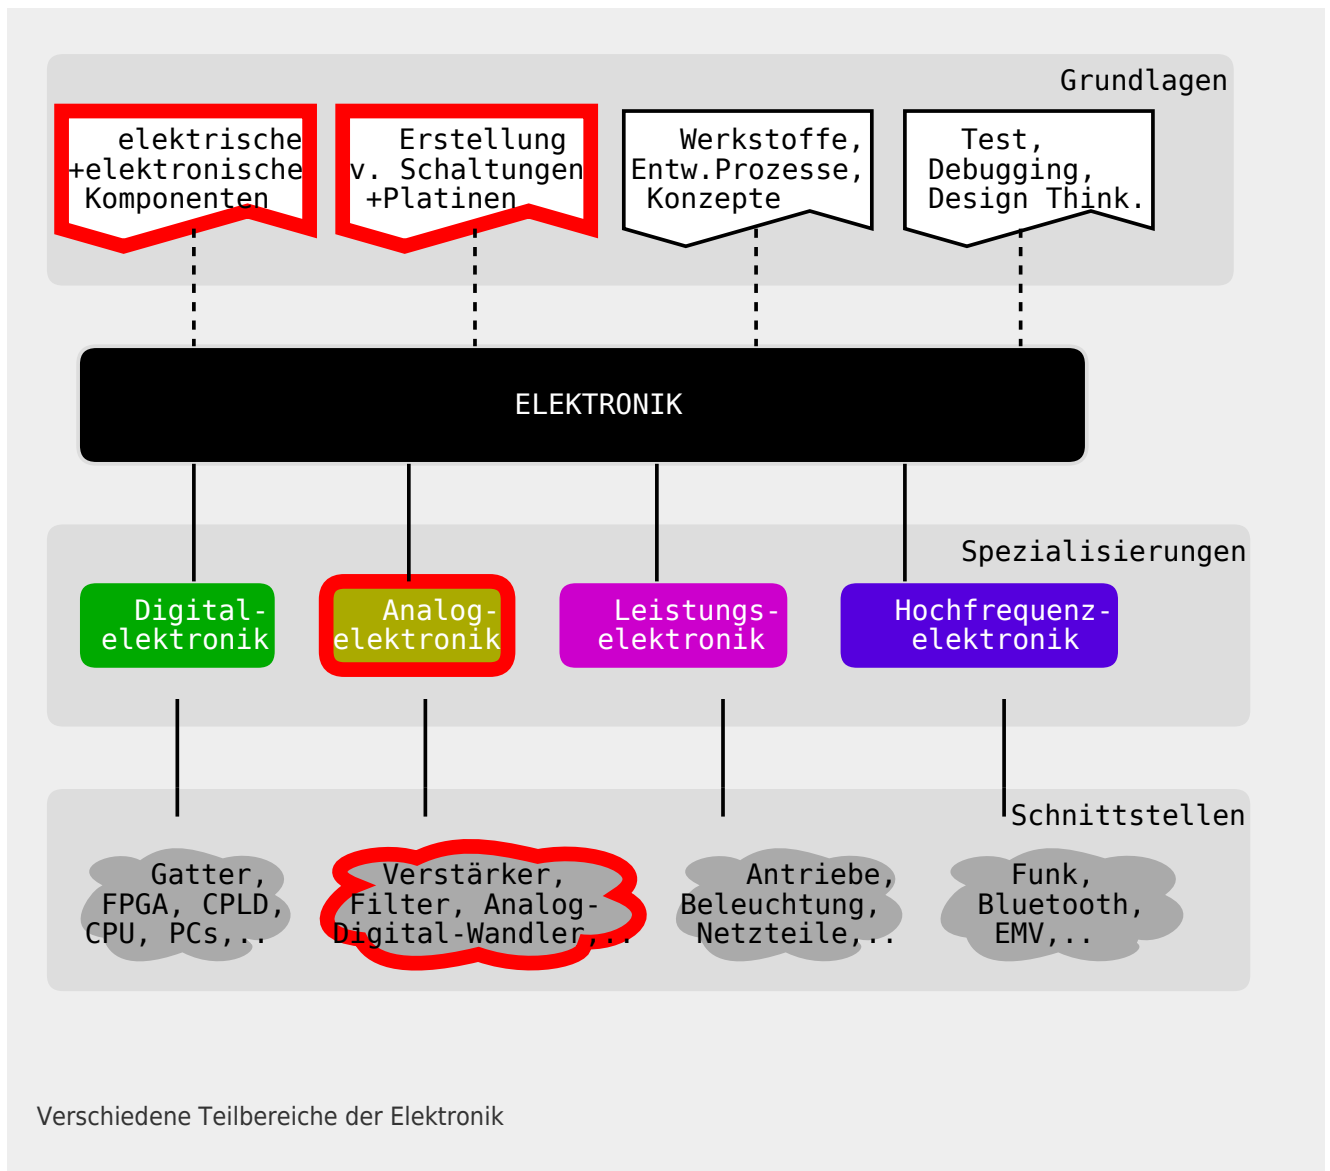 Grundlagen
elektrische
+elektronische
Komponenten
Erstellung
v. Schaltungen
+Platinen
Werkstoffe,
Entw.Prozesse,
Konzepte
Test,
Debugging,
Design Think.
ELEKTRONIK
Spezialisierungen
Digital-
elektronik
Analog-
elektronik
Leistungs-
elektronik
Hochfrequenz-
elektronik
Schnittstellen
Gatter,
FPGA, CPLD,
CPU, PCs,..
Verstärker,
Filter, Analog-
Digital-Wandler,..
Antriebe,
Beleuchtung,
Netzteile,..
Funk,
Bluetooth,
EMV,..
Verschiedene Teilbereiche der Elektronik